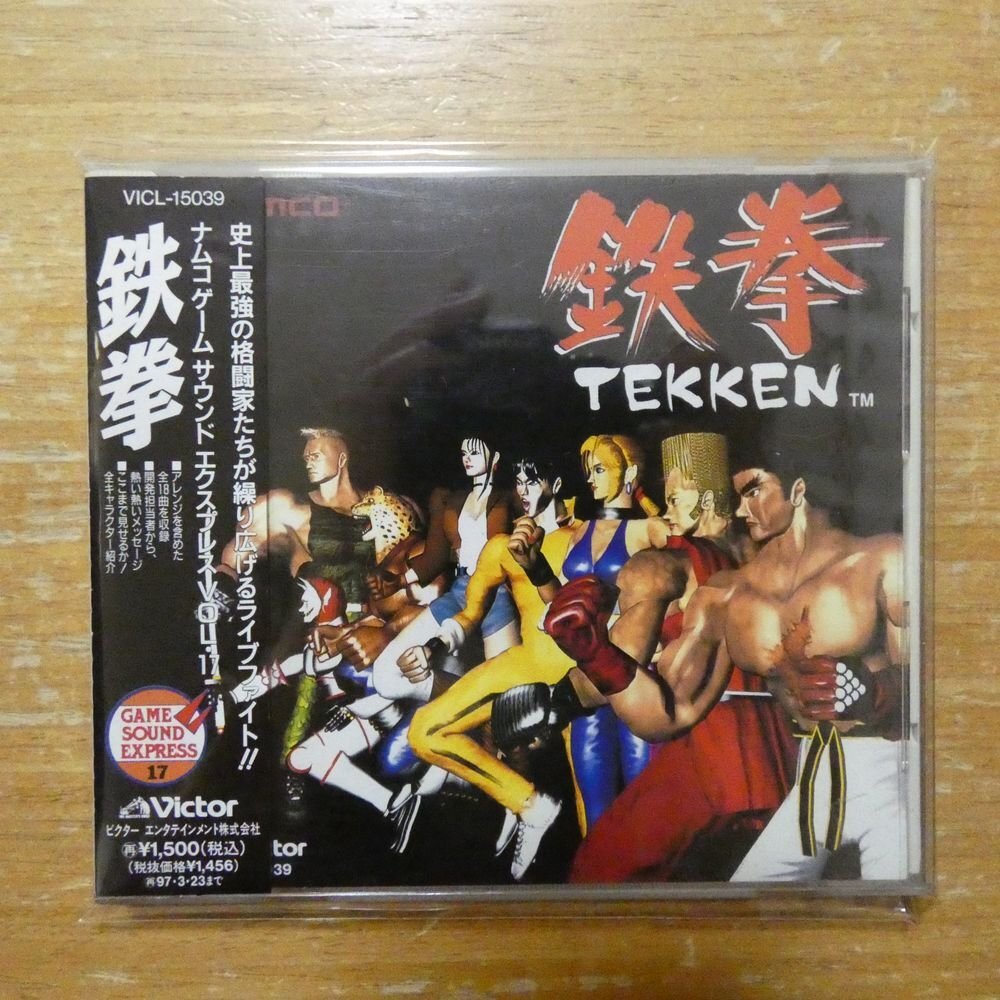 VICL-15039
鉄拳
ナムコゲーム サウンド エクスプレス VOL.17
史上最強の格闘家たちが繰り広げるライブファイト!!
■アレンジを含めた
全18曲を収録
■開発担当者から、
熱い熱いメッセージ
■ここまで見せるか!
全キャラクター紹介
GAME
SOUND
EXPRESS
17
Victor
ビクター エンタテインメント株式会社
再¥1,500(税込)
(税抜価格¥1,456)
再97・3・23まで
鉄拳
TEKKEN TM